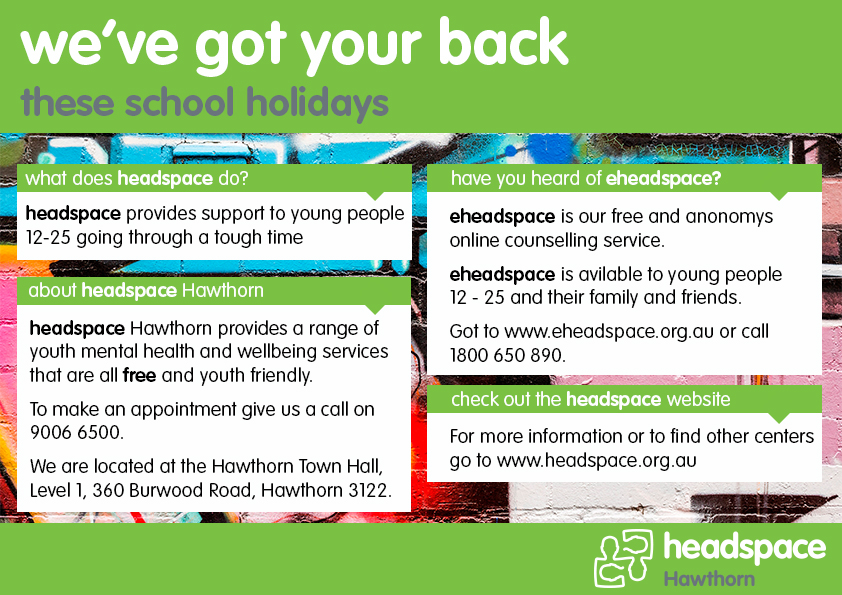 we've got your back
these school holidays
what does headspace do?
headspace provides support to young people
12-25 going through a tough time
about headspace Hawthorn
headspace Hawthorn provides a range of
youth mental health and wellbeing services
that are all free and youth friendly.
To make an appointment give us a call on
9006 6500.
We are located at the Hawthorn Town Hall,
Level 1, 360 Burwood Road, Hawthorn 3122.
have you heard of eheadspace?
eheadspace is our free and anonomys
online counselling service.
eheadspace is avilable to young people
12 - 25 and their family and friends.
Got to www.eheadspace.org.au or call
1800 650 890.
check out the headspace website
For more information or to find other centers
go to www.headspace.org.au
headspace
Hawthorn